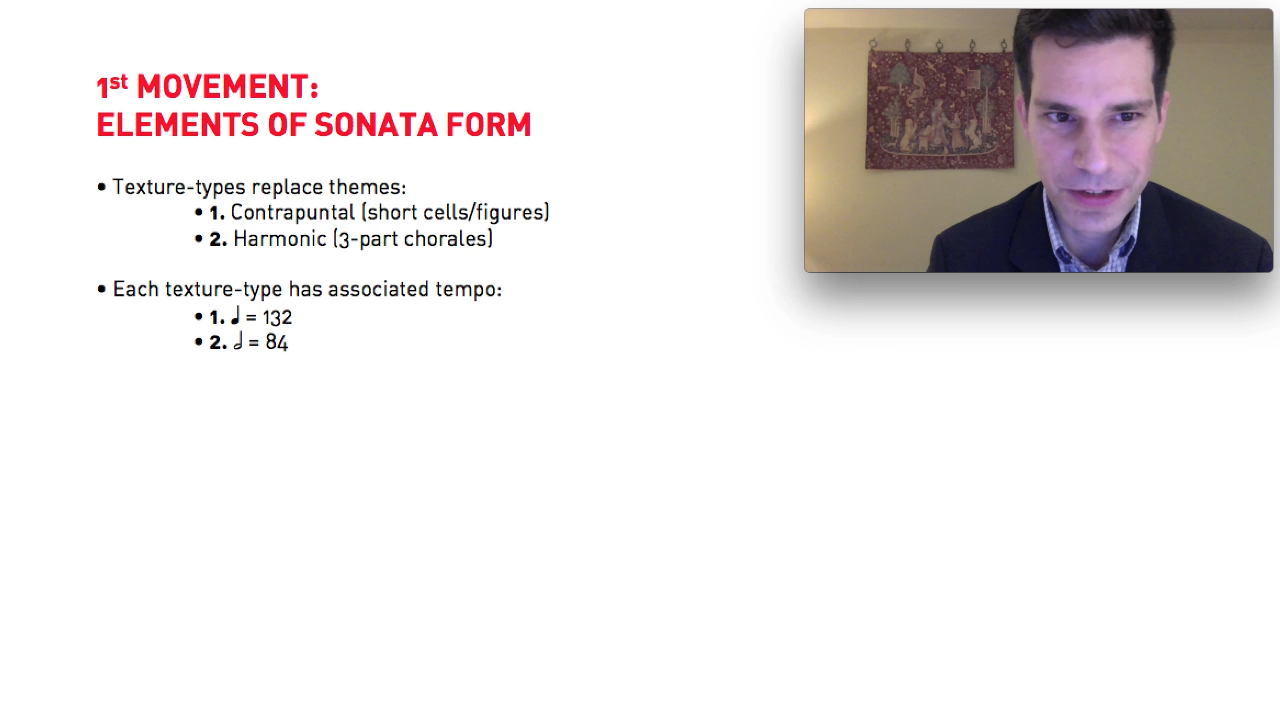 1st MOVEMENT:
ELEMENTS OF SONATA FORM
• Texture-types replace themes:
• 1. Contrapuntal (short cells/figures)
• 2. Harmonic (3-part chorales)
• Each texture-type has associated tempo:
• 1. 𝅘𝅥 = 132
• 2. 𝅗𝅥 = 84